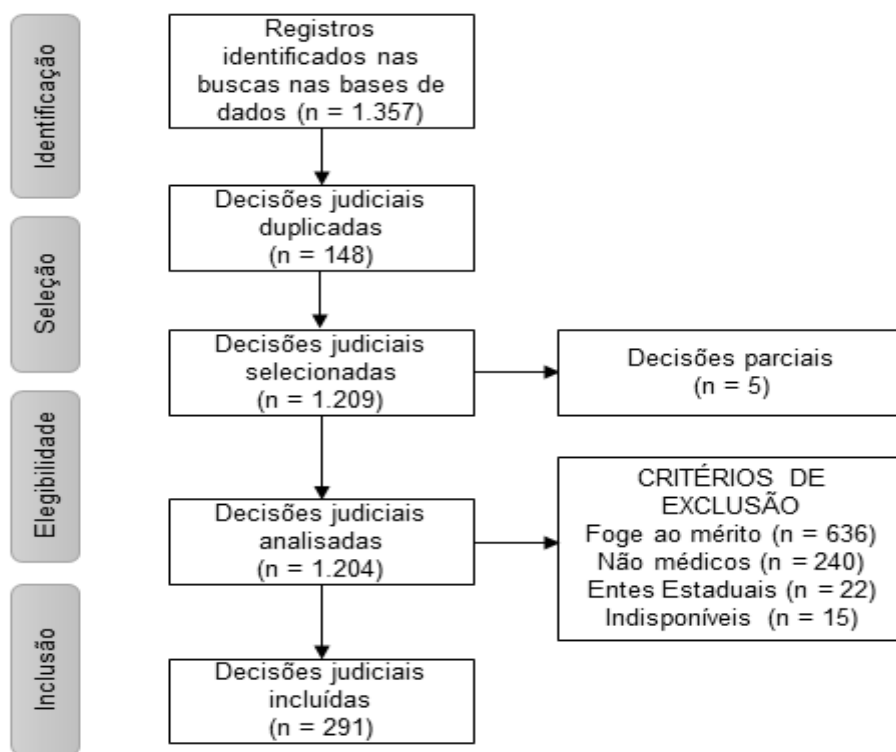 Identificação
Registros
identificados nas
buscas nas bases de
dados (n = 1.357)
Decisões judiciais
duplicadas
(n = 148)
Seleção
Decisões judiciais
selecionadas
(n = 1.209)
Decisões parciais
(n = 5)
Elegibilidade
Decisões judiciais
analisadas
(n = 1.204)
CRITÉRIOS DE
EXCLUSÃO
Foge ao mérito (n = 636)
Não médicos (n = 240)
Entes Estaduais (n = 22)
Indisponíveis (n = 15)
Inclusão
Decisões judiciais
incluídas
(n = 291)